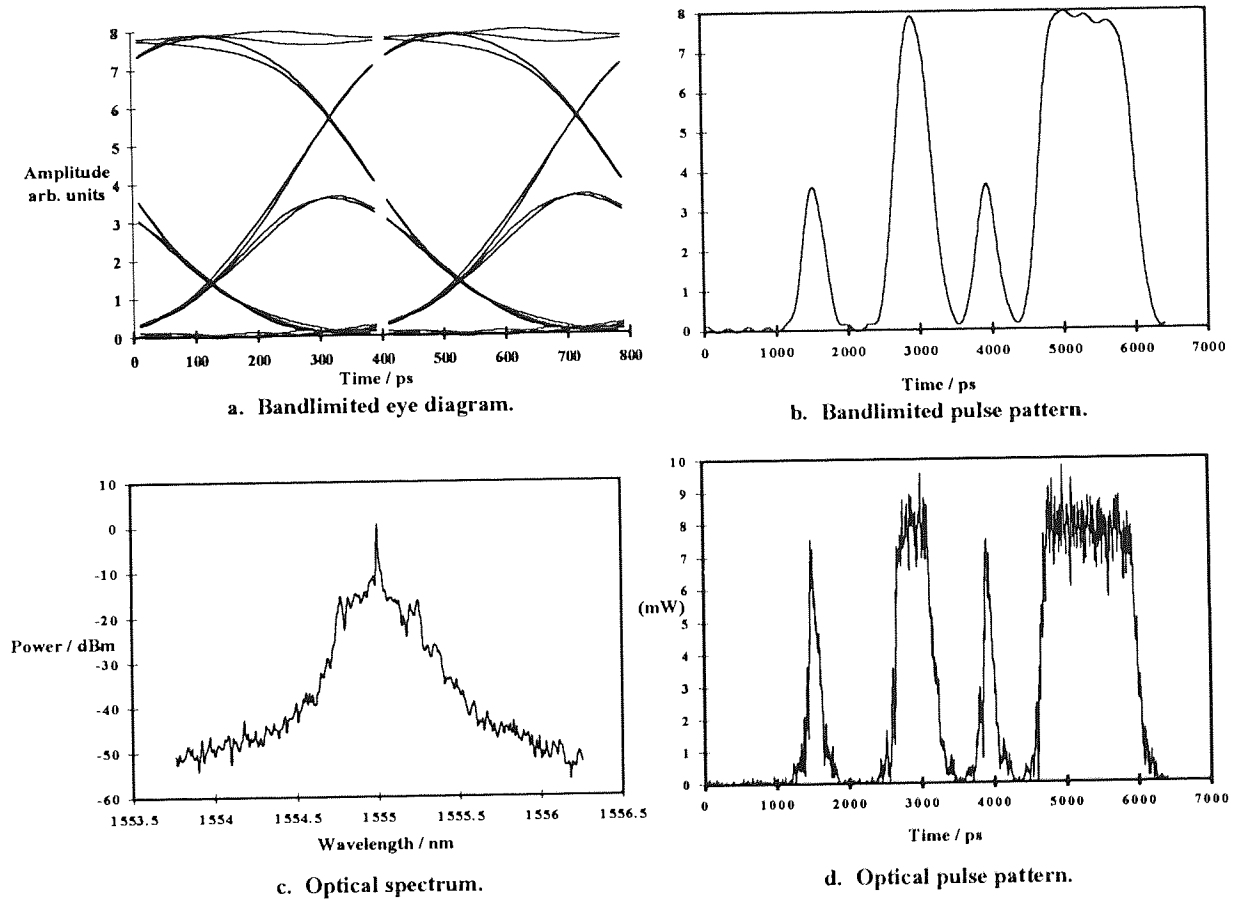 8
7
6
5
4
3
2
1
0
Amplitude
arb. units
0 100 200 300 400 500 600 700 800
Time / ps
a. Bandlimited eye diagram.
8
7
6
5
4
3
2
1
0
0 1000 2000 3000 4000 5000 6000 7000
Time / ps
b. Bandlimited pulse pattern.
10
0
-10
-20
-30
-40
-50
-60
Power / dBm
1553.5 1554 1554.5 1555 1555.5 1556 1556.5
Wavelength / nm
c. Optical spectrum.
10
9
8
7
6
5
4
3
2
1
0
(mW)
0 1000 2000 3000 4000 5000 6000 7000
Time / ps
d. Optical pulse pattern.